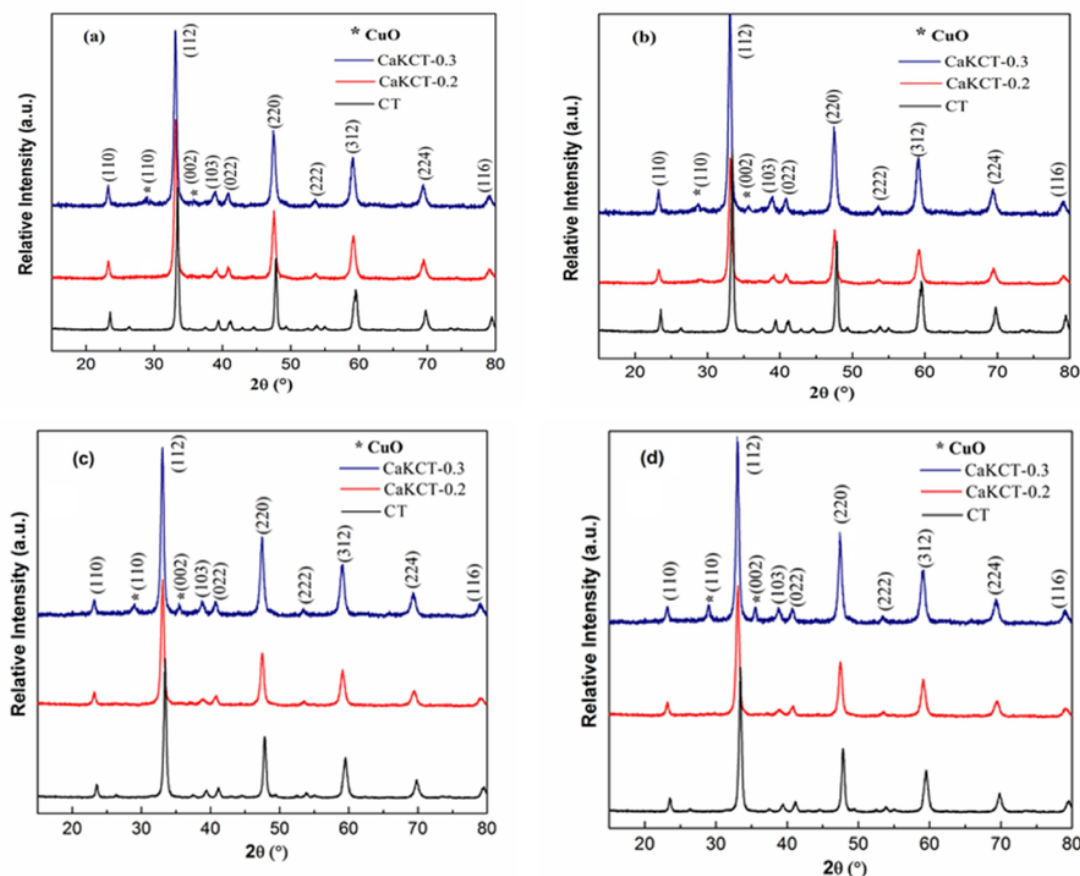 (a)
(112)
* CuO
CaKCT-0.3
CaKCT-0.2
CT
(110)
*(110)
*(002)
(103)
(022)
(220)
(222)
(312)
(224)
(116)
Relative Intensity (a.u.)
20 30 40 50 60 70 80
2θ (°)
(b)
(112)
* CuO
CaKCT-0.3
CaKCT-0.2
CT
(110)
*(110)
*(002)
(103)
(022)
(220)
(222)
(312)
(224)
(116)
Relative Intensity (a.u.)
20 30 40 50 60 70 80
2θ (°)
(c)
(112)
* CuO
CaKCT-0.3
CaKCT-0.2
CT
(110)
*(110)
*(002)
(103)
(022)
(220)
(222)
(312)
(224)
(116)
Relative Intensity (a.u.)
20 30 40 50 60 70 80
2θ (°)
(d)
(112)
* CuO
CaKCT-0.3
CaKCT-0.2
CT
(110)
*(110)
*(002)
(103)
(022)
(220)
(222)
(312)
(224)
(116)
Relative Intensity (a.u.)
20 30 40 50 60 70 80
2θ (°)